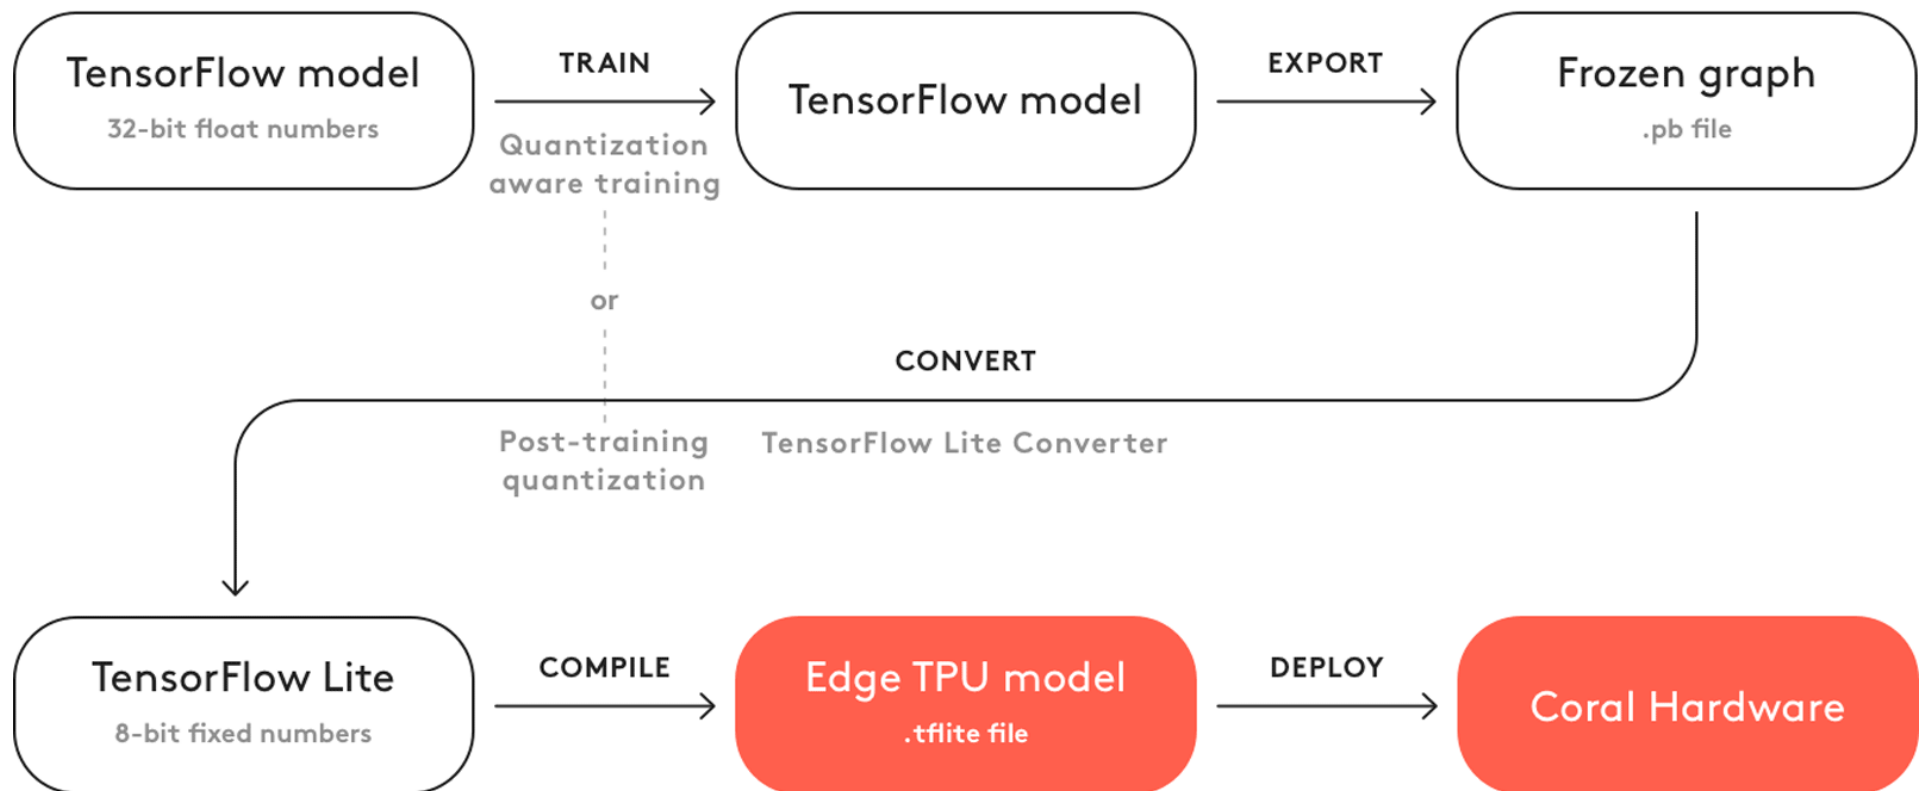 TensorFlow model
32-bit float numbers
TRAIN
Quantization
aware training
or
Post-training
quantization
TensorFlow model
EXPORT
Frozen graph
.pb file
CONVERT
TensorFlow Lite Converter
TensorFlow Lite
8-bit fixed numbers
COMPILE
Edge TPU model
.tflite file
DEPLOY
Coral Hardware